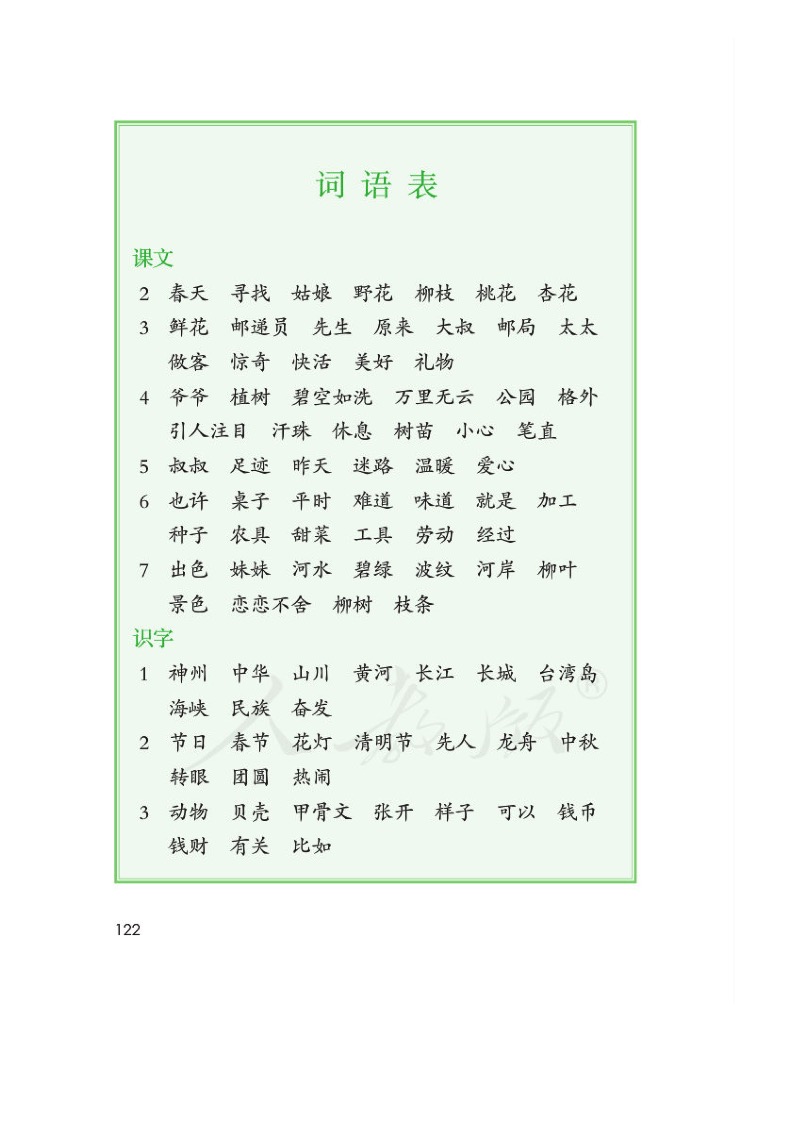 词语表
课文
2 春天 寻找 姑娘 野花 柳枝 桃花 杏花
3 鲜花 邮递员 先生 原来 大叔 邮局 太太
做客 惊奇 快活 美好 礼物
4 爷爷 植树 碧空如洗 万里无云 公园 格外
引人注目 汗珠 休息 树苗 小心 笔直
5 叔叔 足迹 昨天 迷路 温暖 爱心
6 也许 桌子 平时 难道 味道 就是 加工
种子 农具 甜菜 工具 劳动 经过
7 出色 妹妹 河水 碧绿 波纹 河岸 柳叶
景色 恋恋不舍 柳树 枝条
识字
1 神州 中华 山川 黄河 长江 长城 台湾岛
海峡 民族 奋发
2 节日 春节 花灯 清明节 先人 龙舟 中秋
转眼 团圆 热闹
3 动物 贝壳 甲骨文 张开 样子 可以 钱币
钱财 有关 比如
人教版®
122